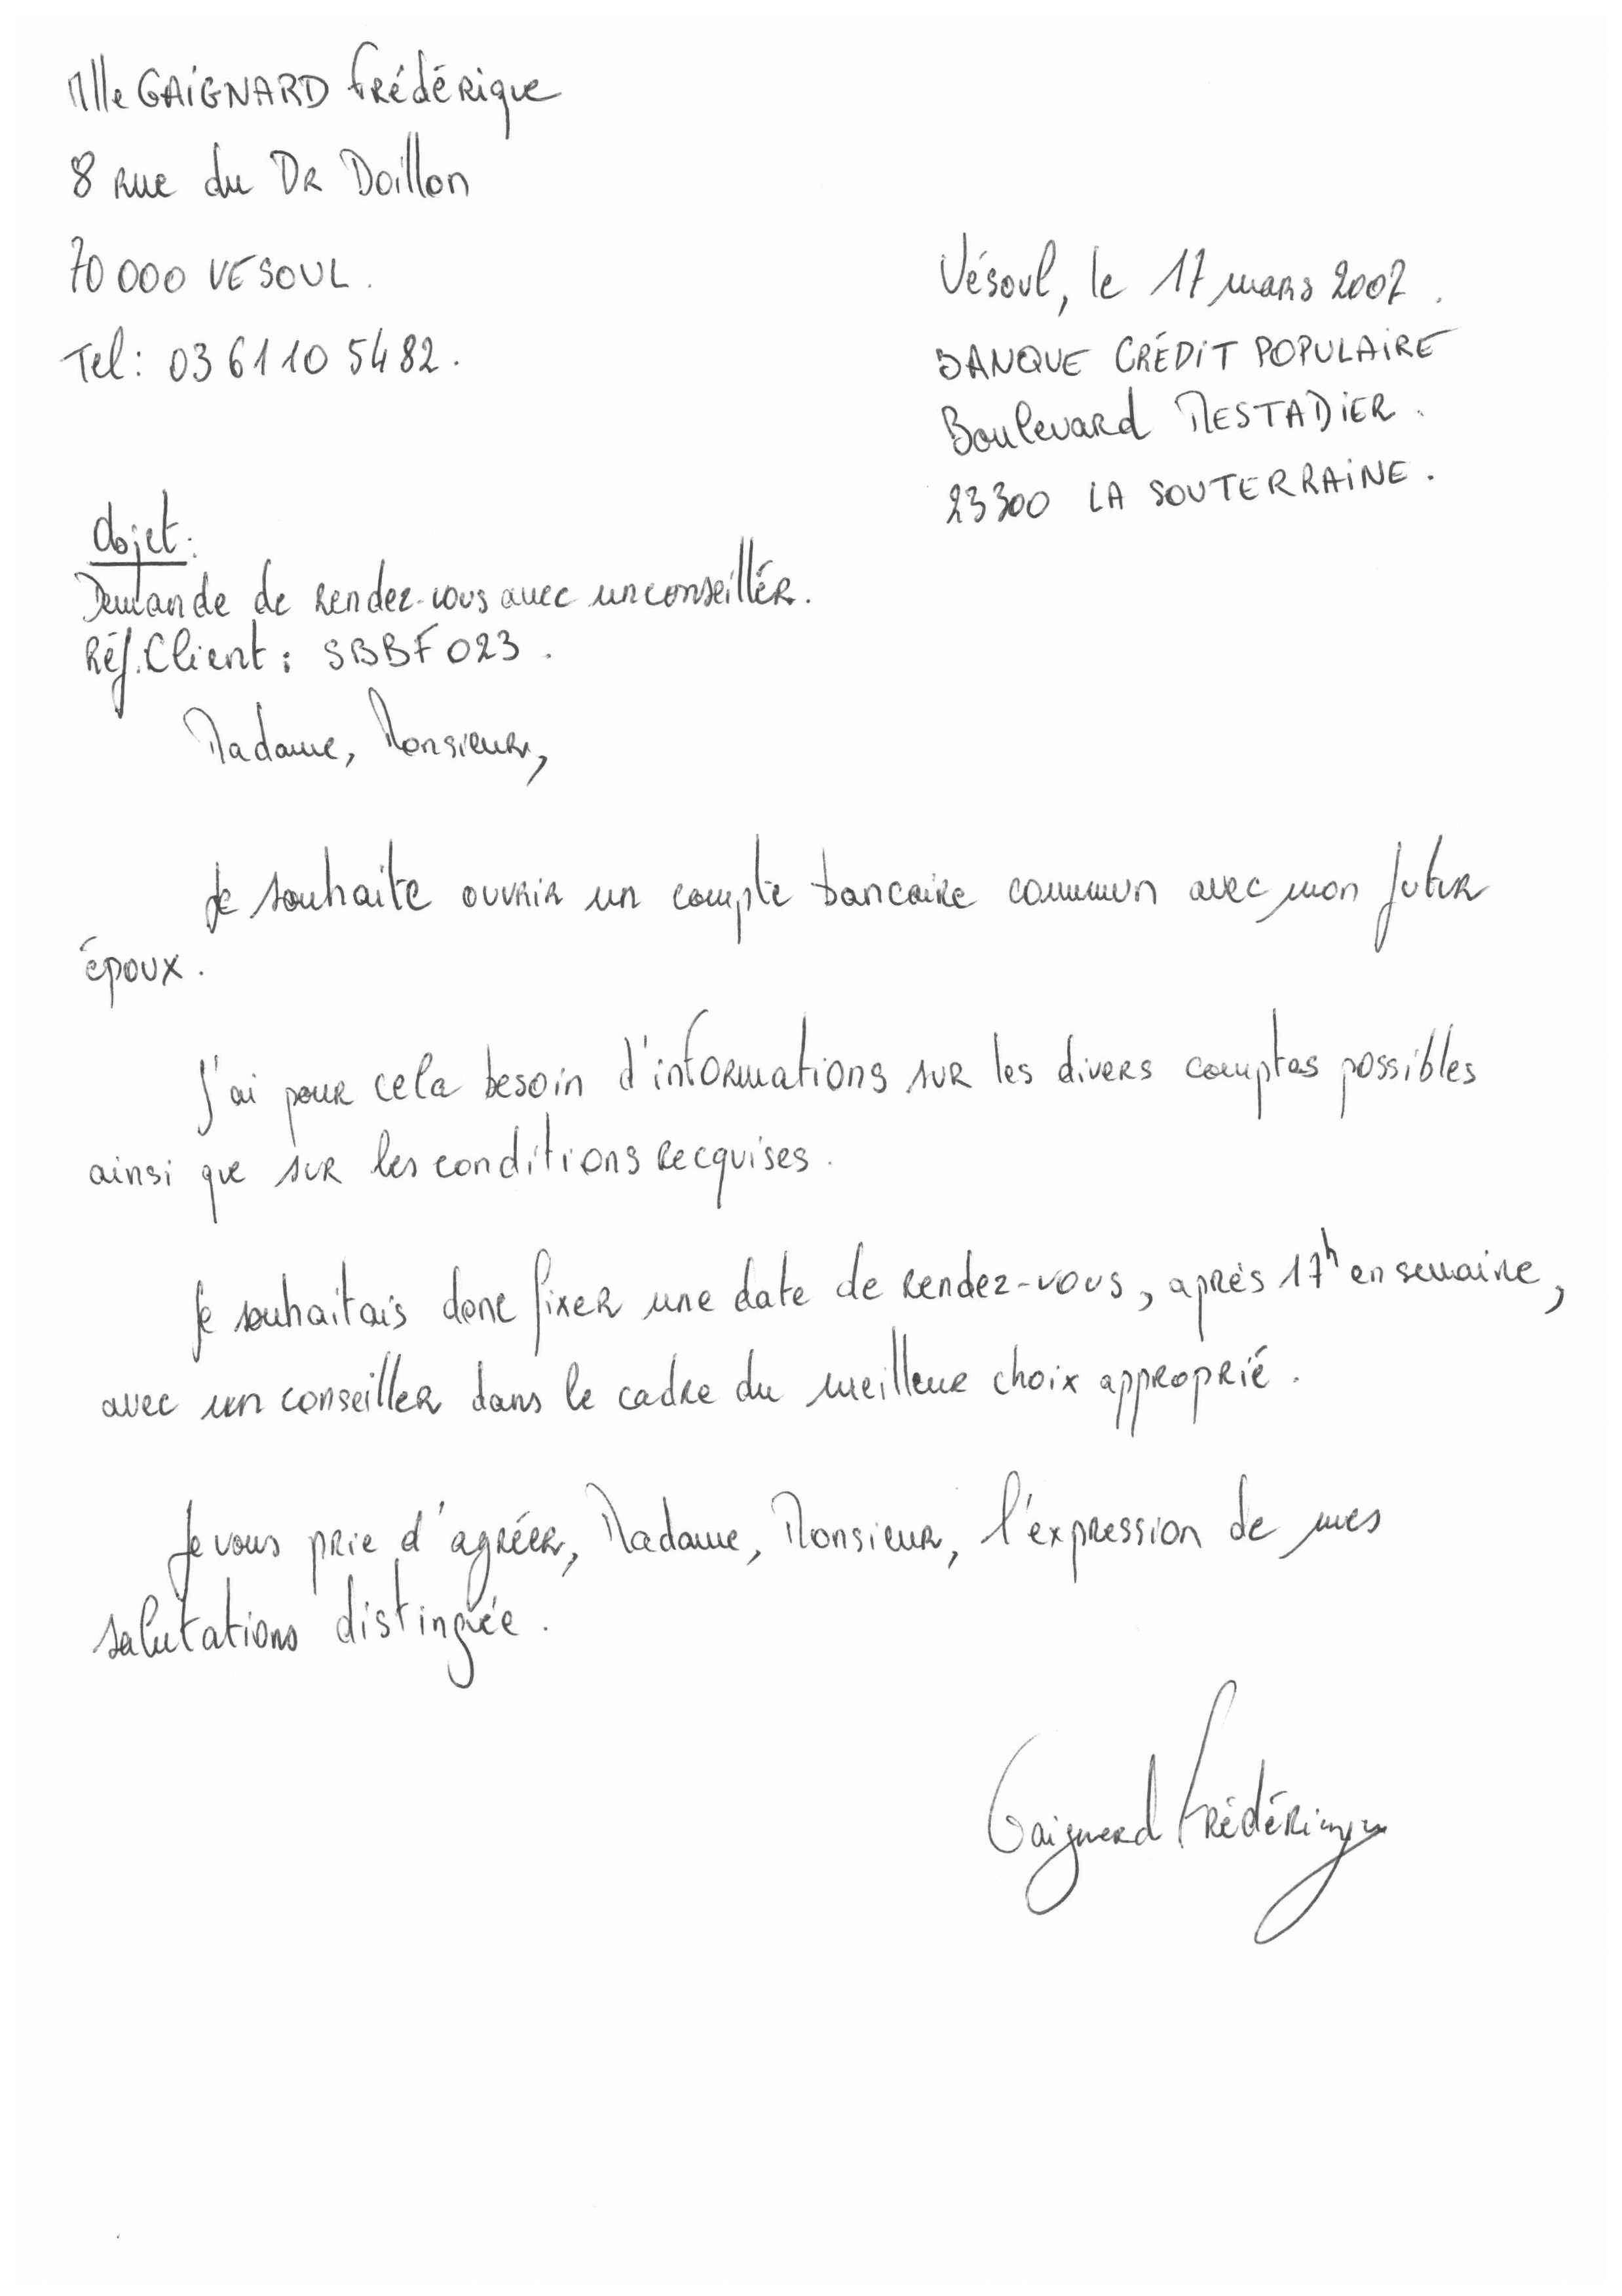 Mlle GAIGNARD Frédérique
8 rue du DR Doillon
70 000 VESOUL.
Tel: 03 61 10 54 82.
Vésoul, le 17 mars 2007.
BANQUE CRÉDIT POPULAIRE
Boulevard MESTADIER.
23300 LA SOUTERRAINE.
Objet:
Demande de rendez-vous avec un conseillér.
Réf. Client: SBBF023.
Madame, Monsieur,
Je souhaite ouvrir un compte bancaire commun avec mon futur
époux.
J'ai pour cela besoin d'informations sur les divers comptes possibles
ainsi que sur les conditions recquises.
Je souhaitais donc fixer une date de rendez-vous, après 17h en semaine,
avec un conseiller dans le cadre du meilleur choix approprié.
Je vous prie d'agréer, Madame, Monsieur, l'expression de mes
salutations distinguée.
Gaignard Frédérique